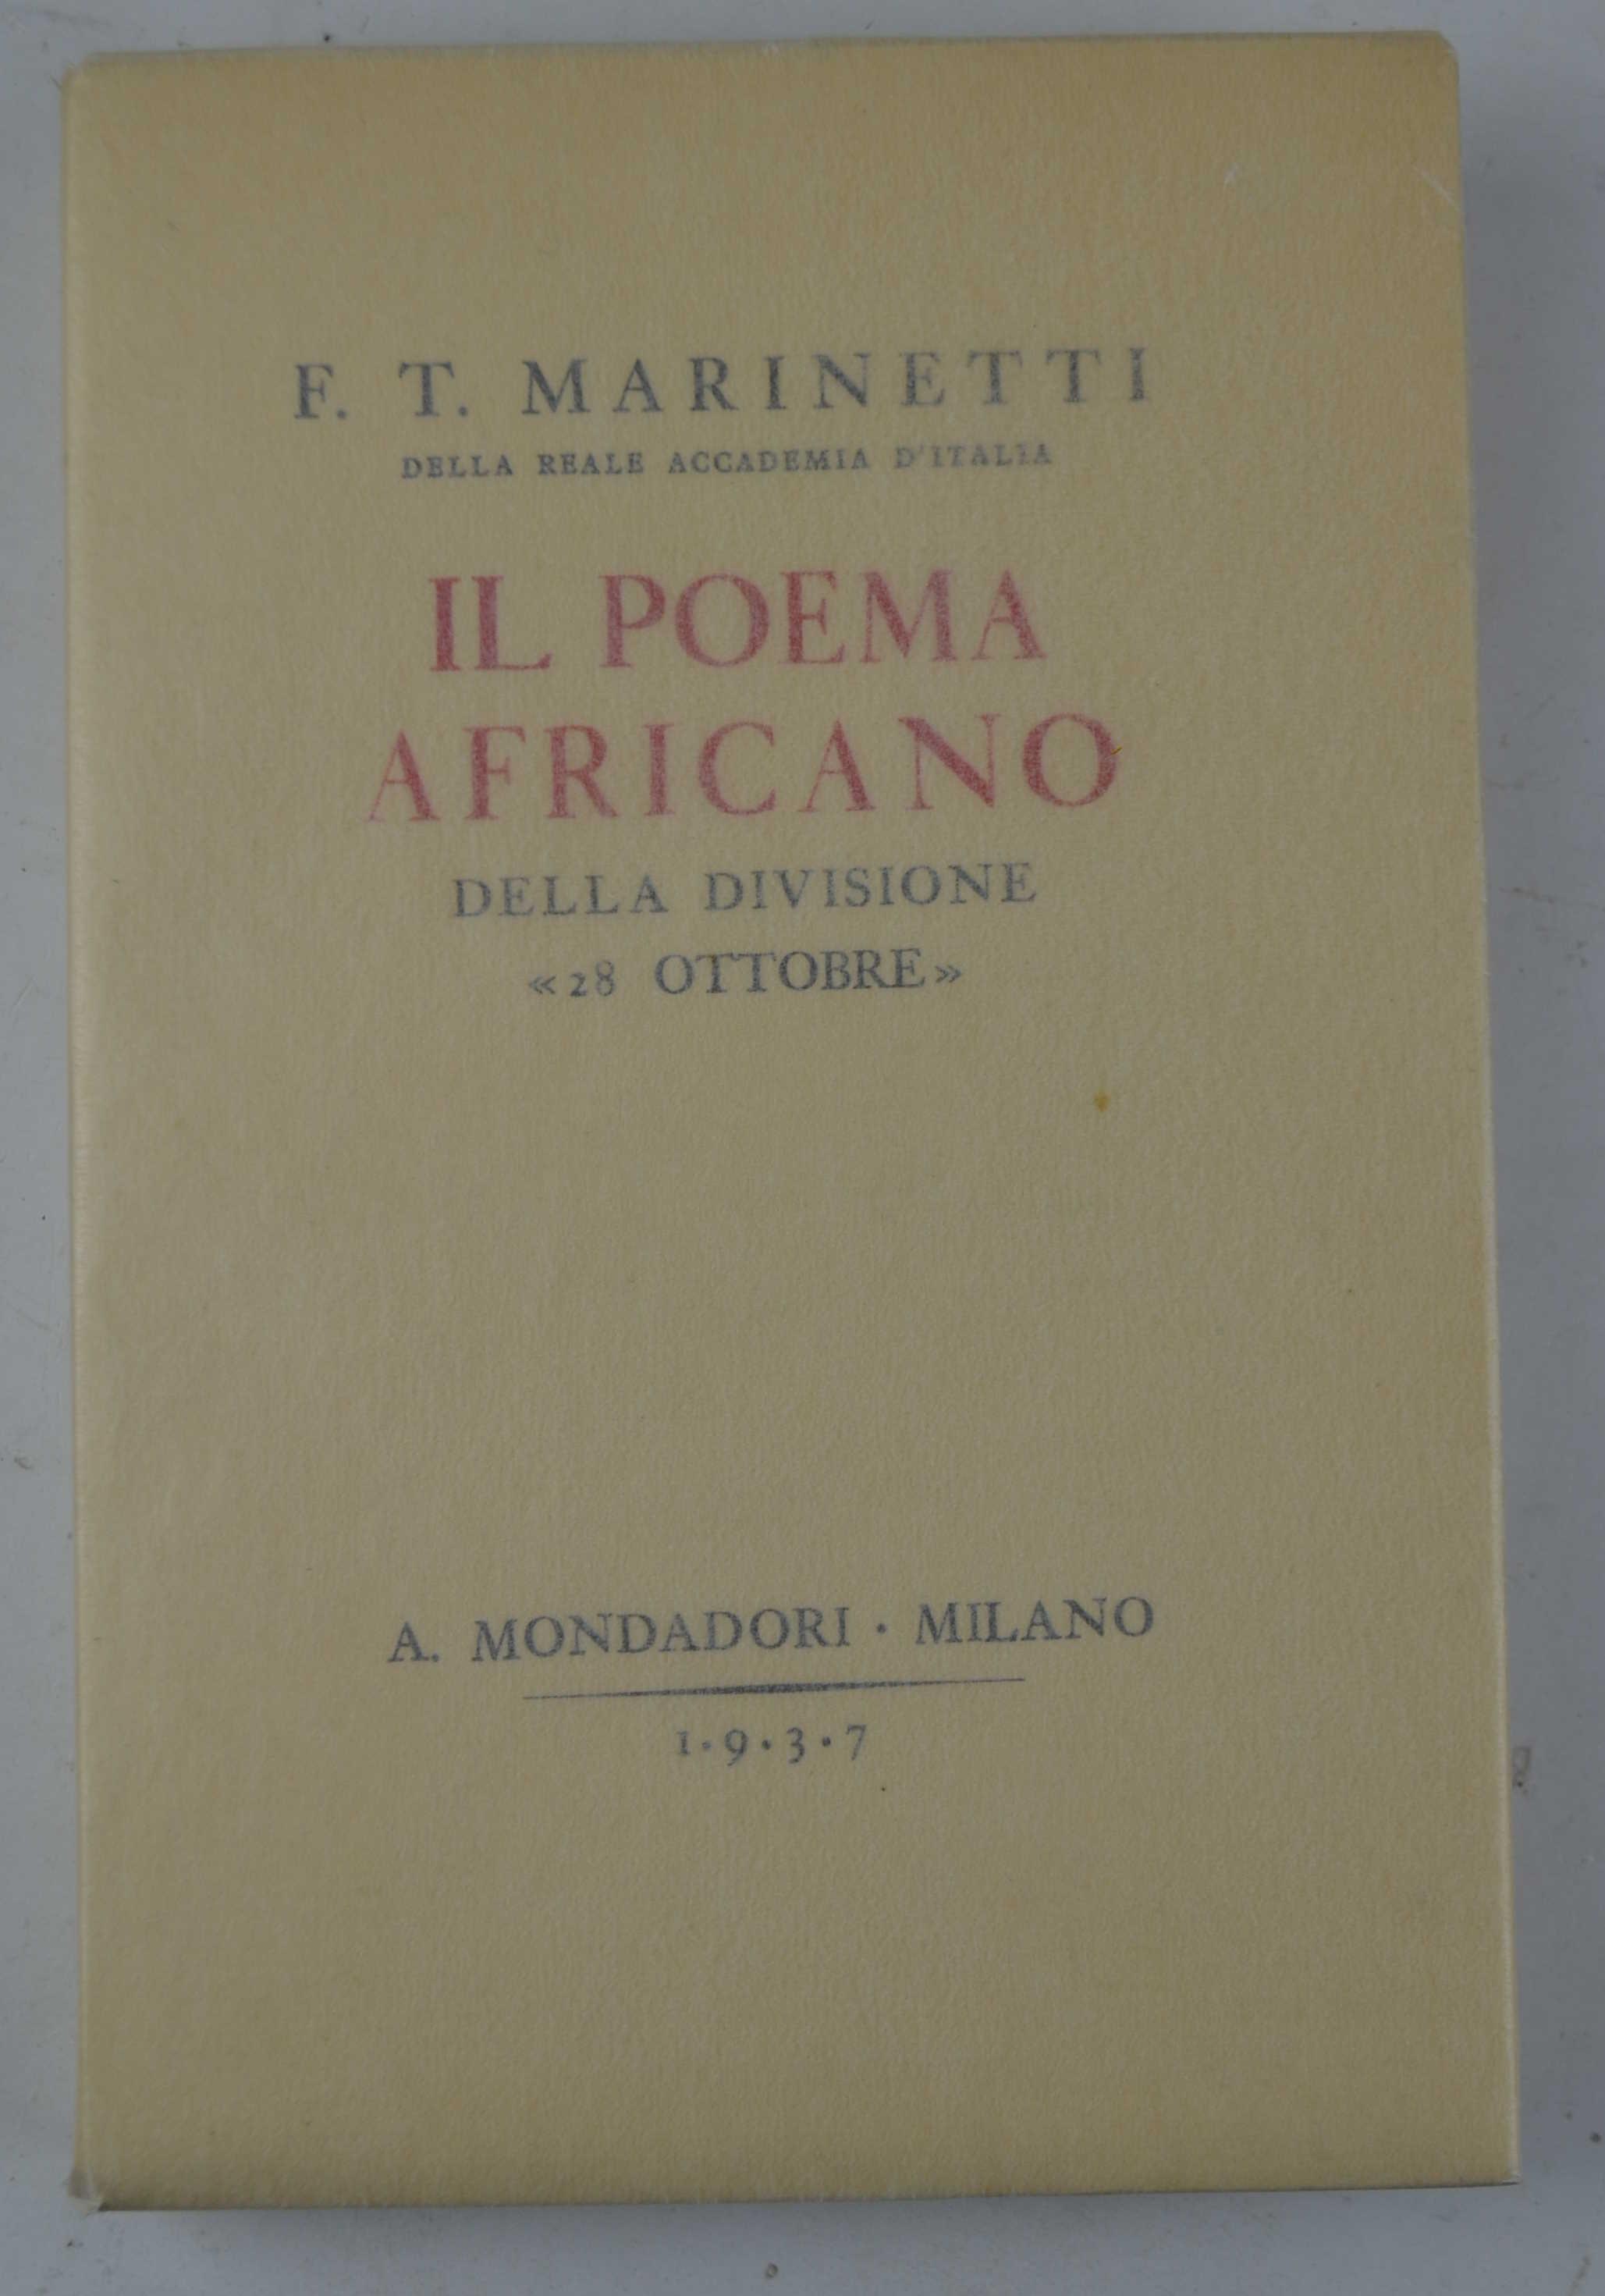 F. T. MARINETTI
DELLA REALE ACCADEMIA D'ITALIA
IL POEMA
AFRICANO
DELLA DIVISIONE
«28 OTTOBRE»
A. MONDADORI · MILANO
1·9·3·7